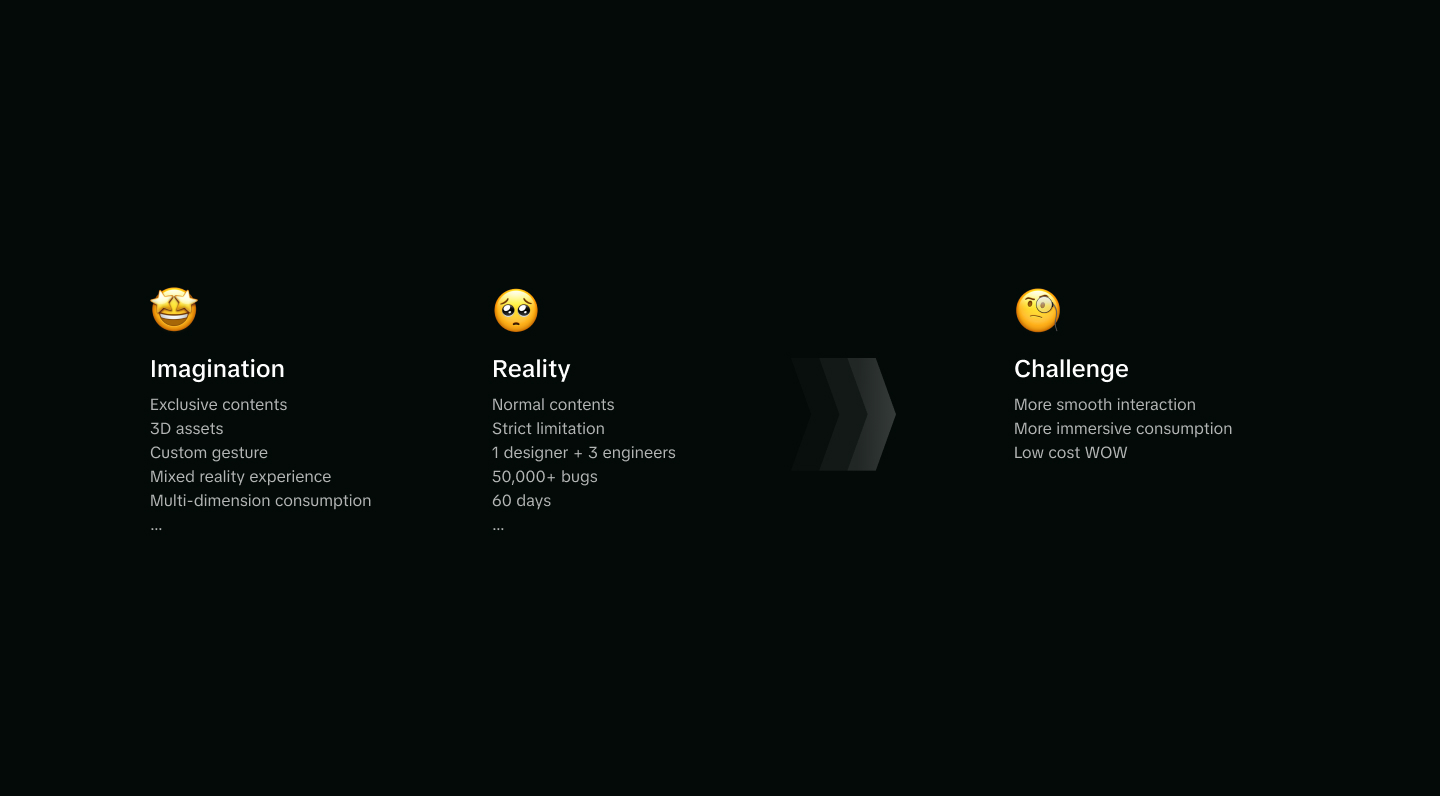 Imagination
Exclusive contents
3D assets
Custom gesture
Mixed reality experience
Multi-dimension consumption
...
Reality
Normal contents
Strict limitation
1 designer + 3 engineers
50,000+ bugs
60 days
...
Challenge
More smooth interaction
More immersive consumption
Low cost WOW